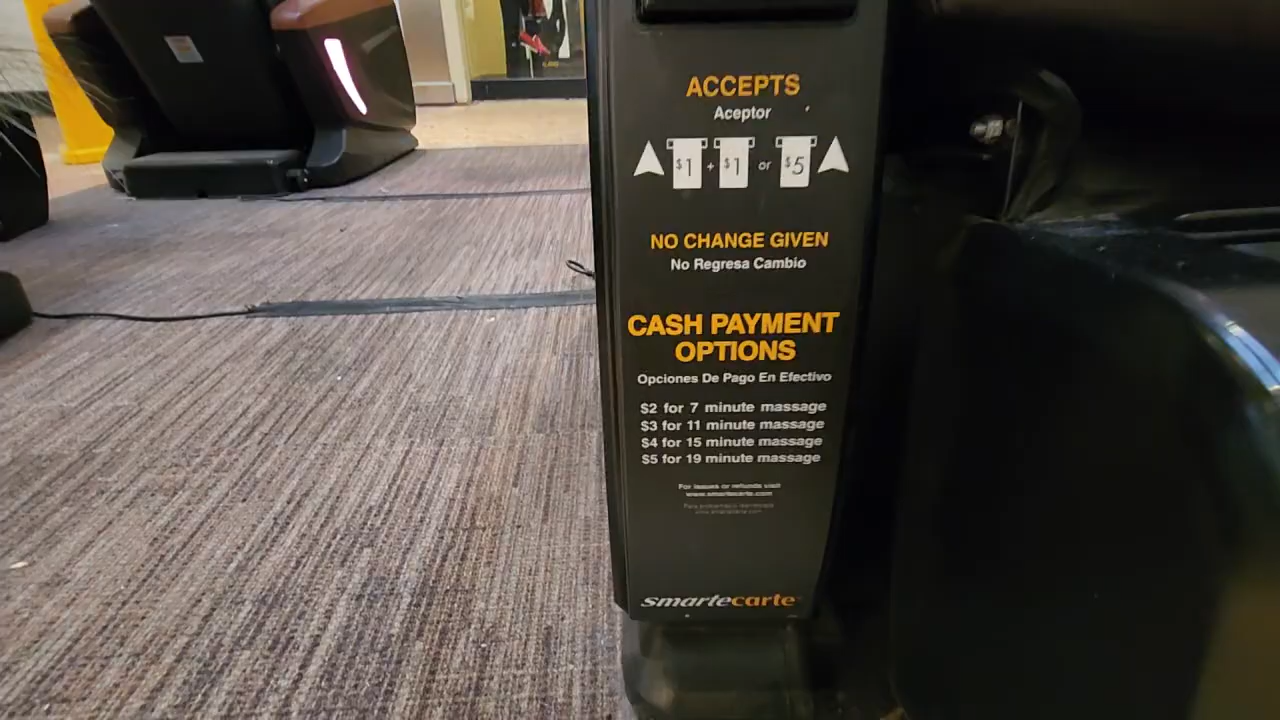 ACCEPTS
Aceptor
$1 + $1 or $5
NO CHANGE GIVEN
No Regresa Cambio
CASH PAYMENT
OPTIONS
Opciones De Pago En Efectivo
$2 for 7 minute massage
$3 for 11 minute massage
$4 for 15 minute massage
$5 for 19 minute massage
For issues or refunds visit
www.smartecarte.com
smartecarte